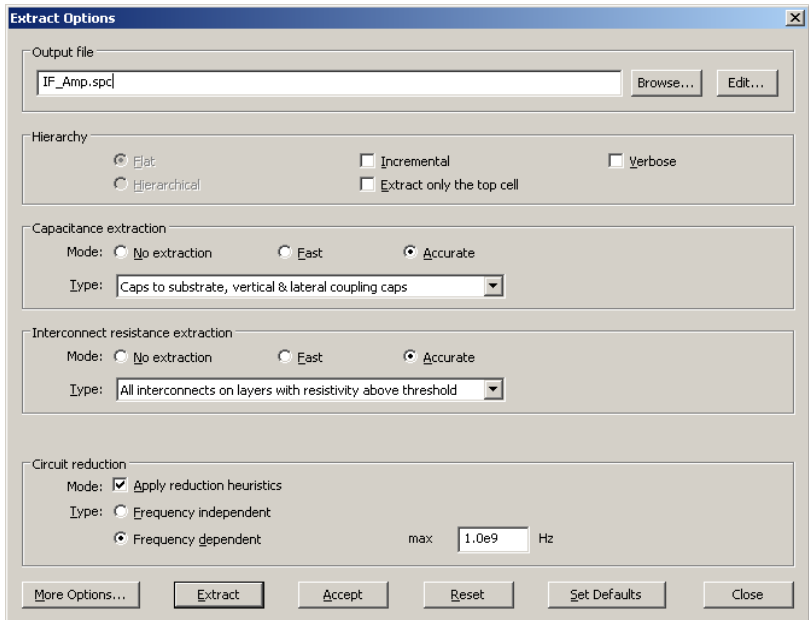 Extract Options
Output file
IF_Amp.spc
Browse...
Edit...
Hierarchy
Flat
Incremental
Verbose
Hierarchical
Extract only the top cell
Capacitance extraction
Mode: No extraction Fast Accurate
Type: Caps to substrate, vertical & lateral coupling caps
Interconnect resistance extraction
Mode: No extraction Fast Accurate
Type: All interconnects on layers with resistivity above threshold
Circuit reduction
Mode: Apply reduction heuristics
Type: Frequency independent
Frequency dependent max 1.0e9 Hz
More Options... Extract Accept Reset Set Defaults Close